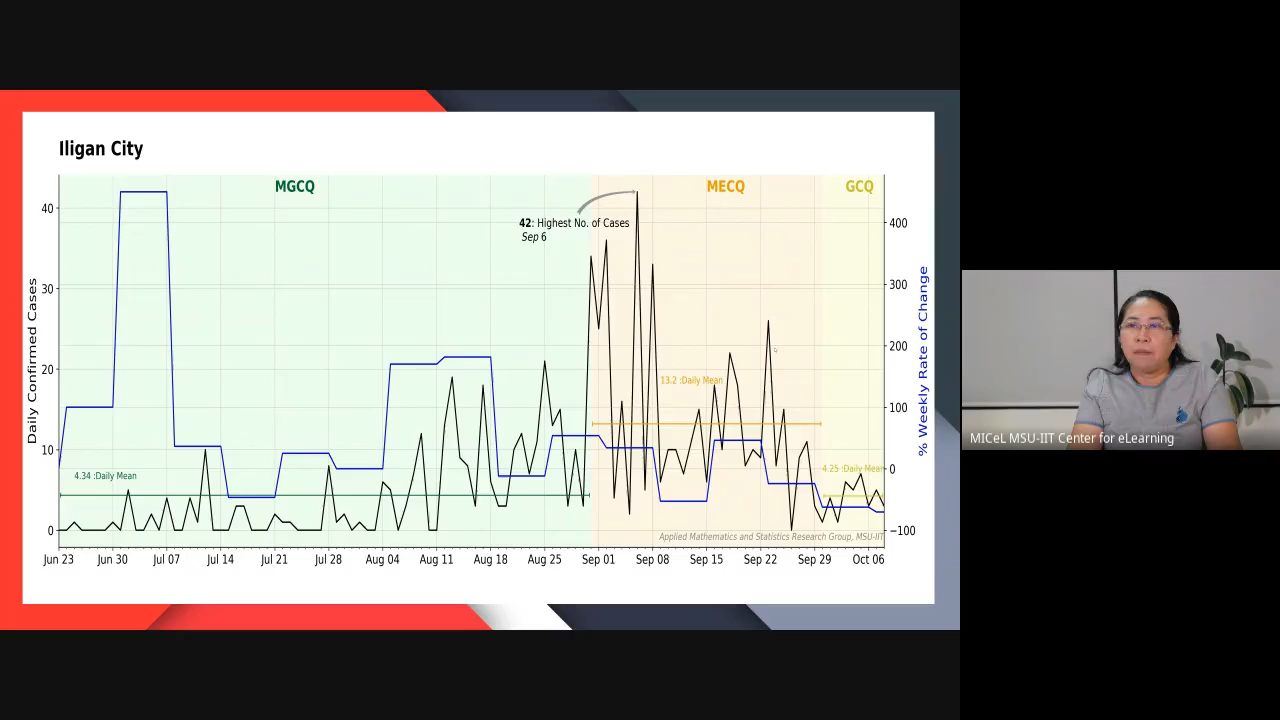 Iligan City
MGCQ
MECQ
GCQ
42: Highest No. of Cases
Sep 6
13.2 :Daily Mean
4.34 :Daily Mean
4.25 :Daily Mean
Daily Confirmed Cases
40
30
20
10
0
% Weekly Rate of Change
400
300
200
100
0
−100
Applied Mathematics and Statistics Research Group, MSU-IIT
Jun 23 Jun 30 Jul 07 Jul 14 Jul 21 Jul 28 Aug 04 Aug 11 Aug 18 Aug 25 Sep 01 Sep 08 Sep 15 Sep 22 Sep 29 Oct 06
MICeL MSU-IIT Center for eLearning